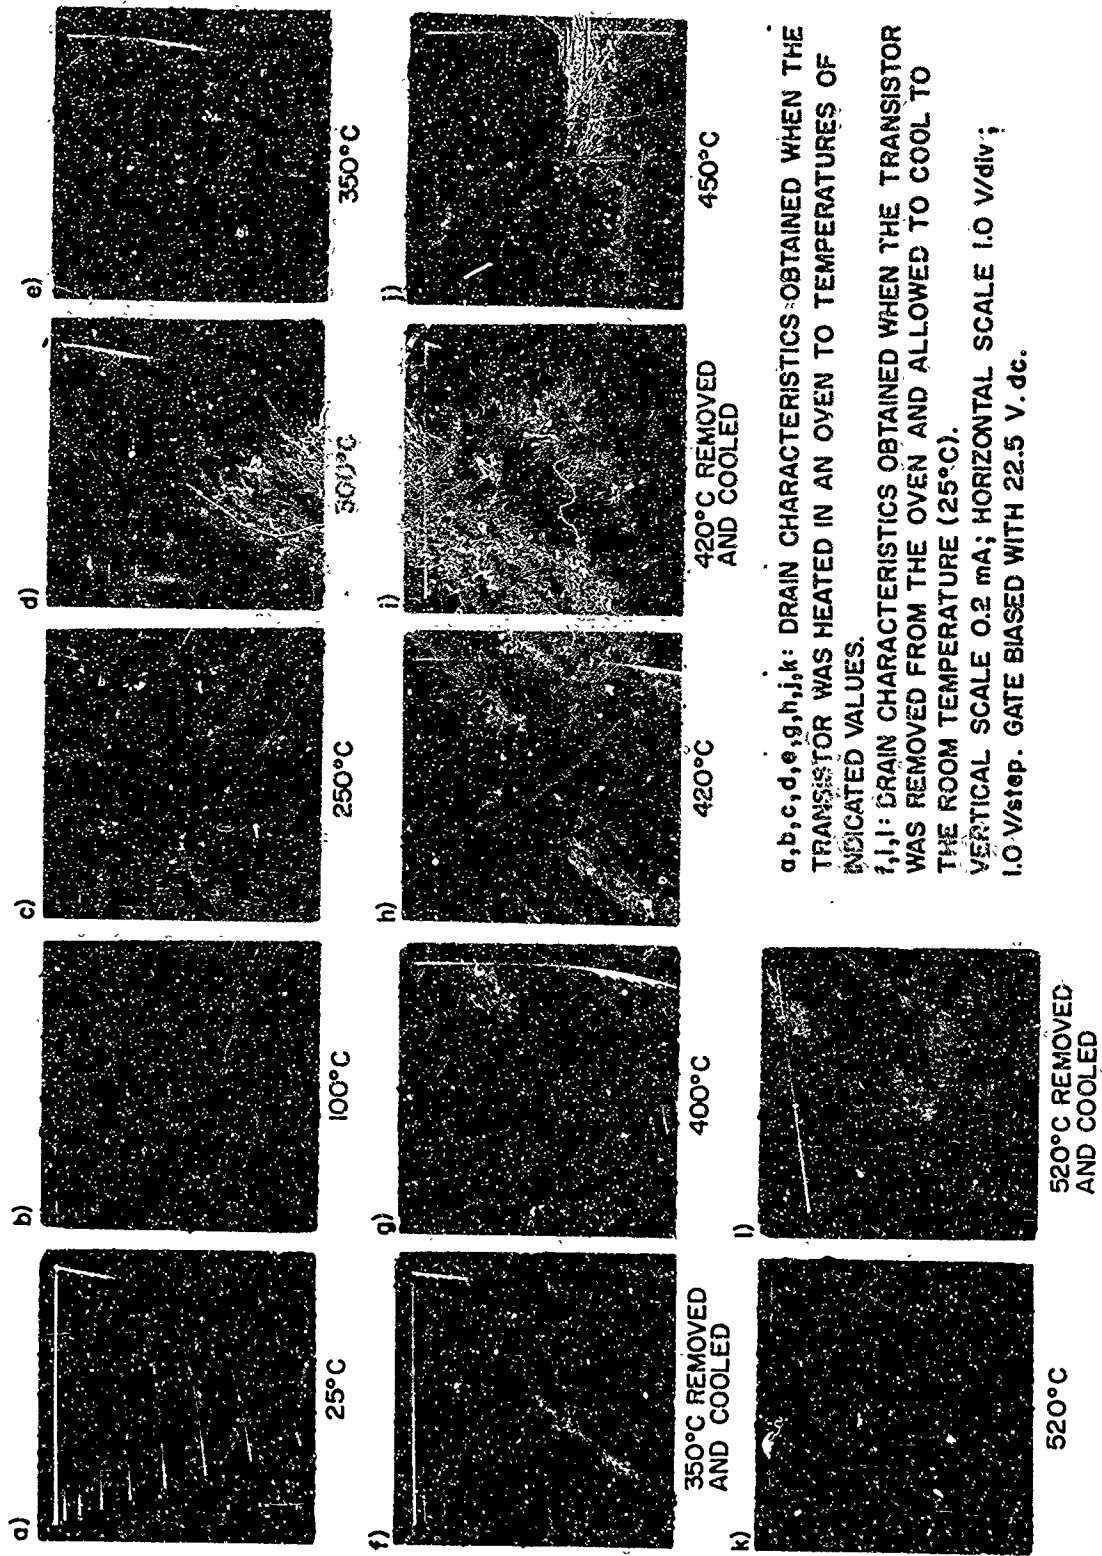 a)
b)
c)
d)
e)
25°C
100°C
250°C
300°C
350°C
f)
g)
h)
i)
j)
350°C REMOVED
AND COOLED
400°C
420°C
420°C REMOVED
AND COOLED
450°C
k)
l)
520°C
520°C REMOVED
AND COOLED
a,b,c,d,e,g,h,j,k: DRAIN CHARACTERISTICS OBTAINED WHEN THE
TRANSISTOR WAS HEATED IN AN OVEN TO TEMPERATURES OF
INDICATED VALUES.
f,i,l: DRAIN CHARACTERISTICS OBTAINED WHEN THE TRANSISTOR
WAS REMOVED FROM THE OVEN AND ALLOWED TO COOL TO
THE ROOM TEMPERATURE (25°C).
VERTICAL SCALE 0.2 mA; HORIZONTAL SCALE 1.0 V/div;
1.0 V/step. GATE BIASED WITH 22.5 V. dc.